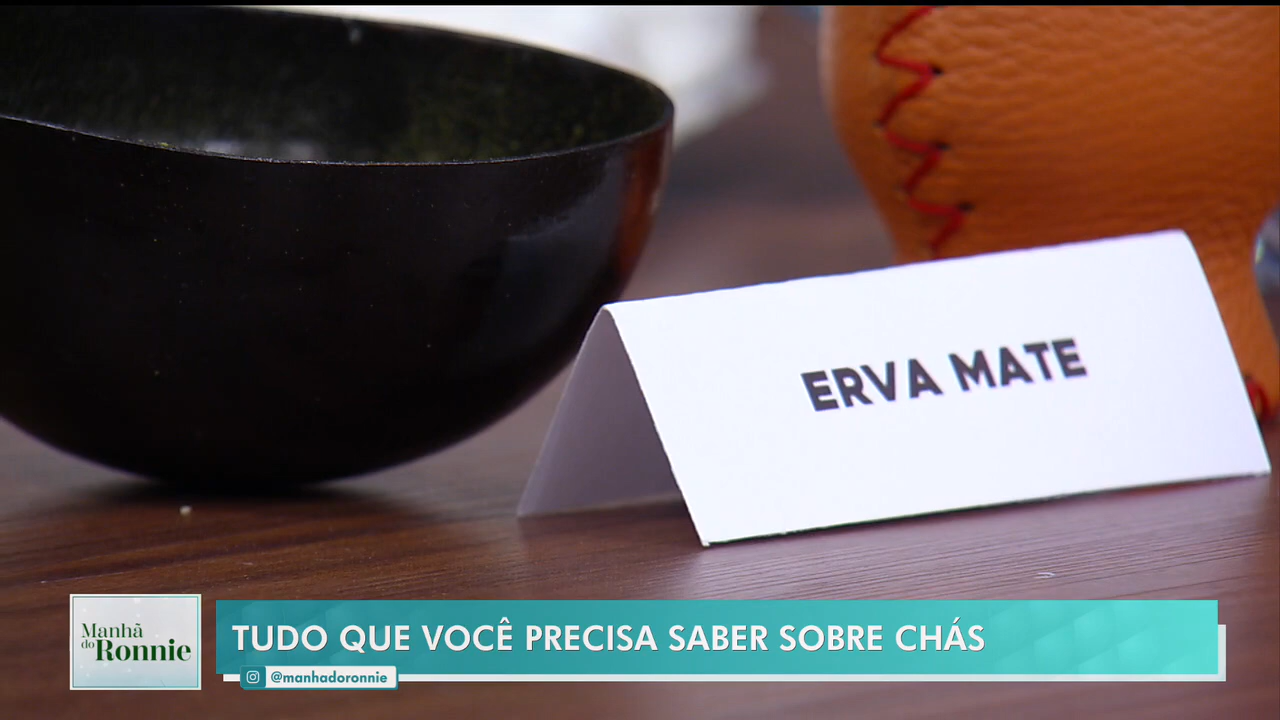 ERVA MATE
Manhã
do Ronnie
TUDO QUE VOCÊ PRECISA SABER SOBRE CHÁS
@manhadoronnie